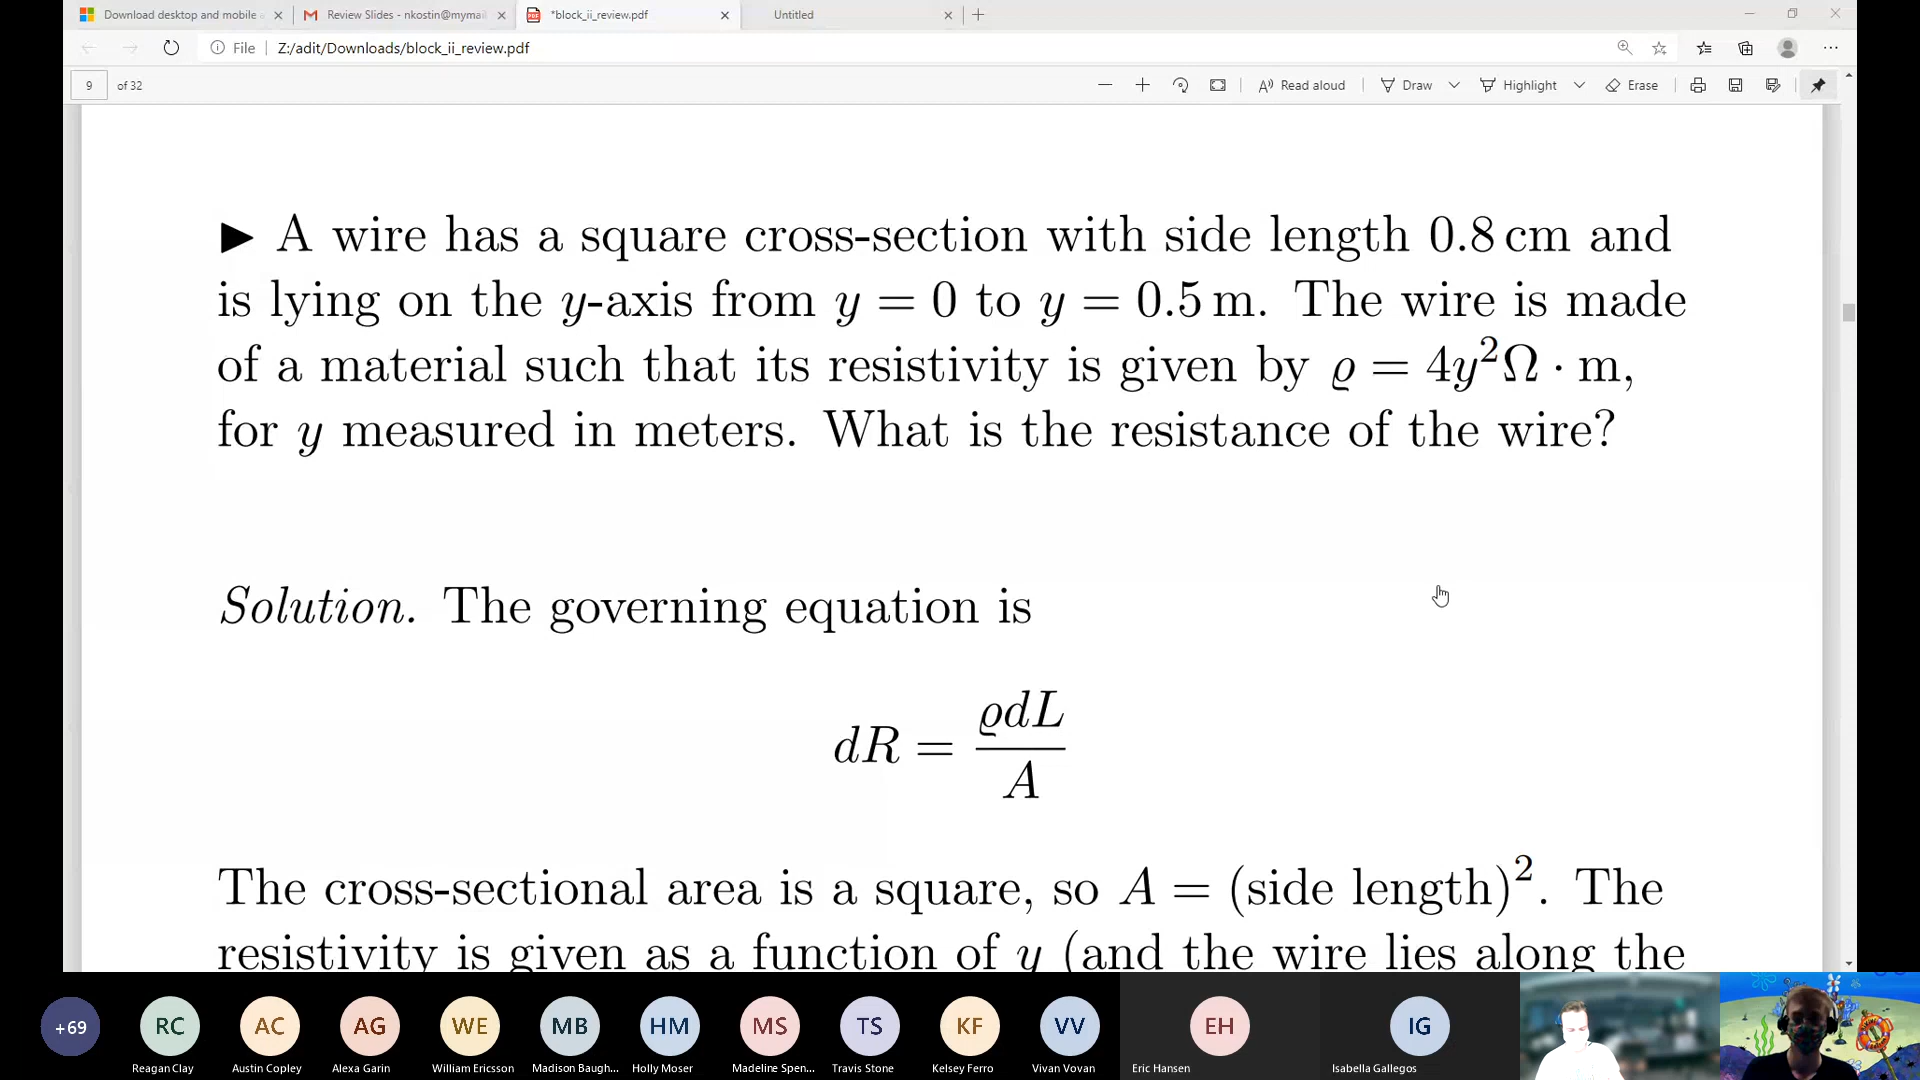 Download desktop and mobile a
Review Slides - nkostin@mymai
*block_ii_review.pdf
Untitled
File
Z:/adit/Downloads/block_ii_review.pdf
9 of 32
Read aloud
Draw
Highlight
Erase
▶ A wire has a square cross-section with side length 0.8 cm and
is lying on the y-axis from y = 0 to y = 0.5 m. The wire is made
of a material such that its resistivity is given by ϱ = 4y²Ω · m,
for y measured in meters. What is the resistance of the wire?
Solution. The governing equation is
dR = ϱdL / A
The cross-sectional area is a square, so A = (side length)². The
resistivity is given as a function of y (and the wire lies along the
+69
RC
AC
AG
WE
MB
HM
MS
TS
KF
VV
EH
IG
Reagan Clay
Austin Copley
Alexa Garin
William Ericsson
Madison Baugh...
Holly Moser
Madeline Spen...
Travis Stone
Kelsey Ferro
Vivan Vovan
Eric Hansen
Isabella Gallegos